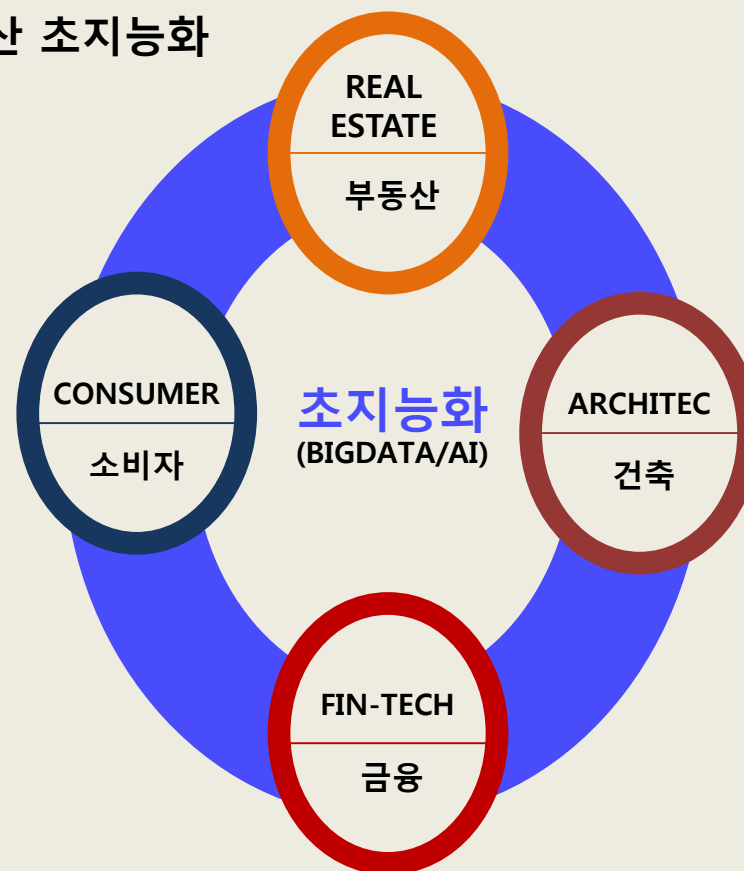 산 초지능화
REAL
ESTATE
부동산
CONSUMER
소비자
초지능화
(BIGDATA/AI)
ARCHITEC
건축
FIN-TECH
금융